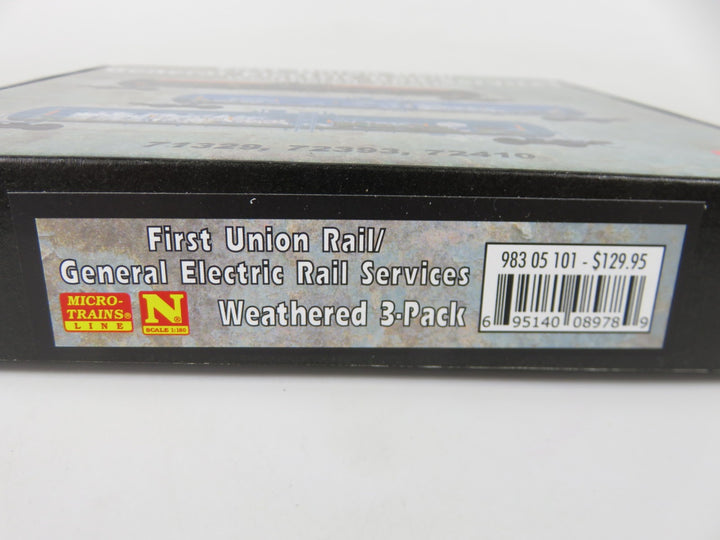 71329, 72393, 72410
First Union Rail/
General Electric Rail Services
Weathered 3-Pack
MICRO-
TRAINS®
LINE
N®
SCALE 1:160
983 05 101 - $129.95
6 95140 08978 9